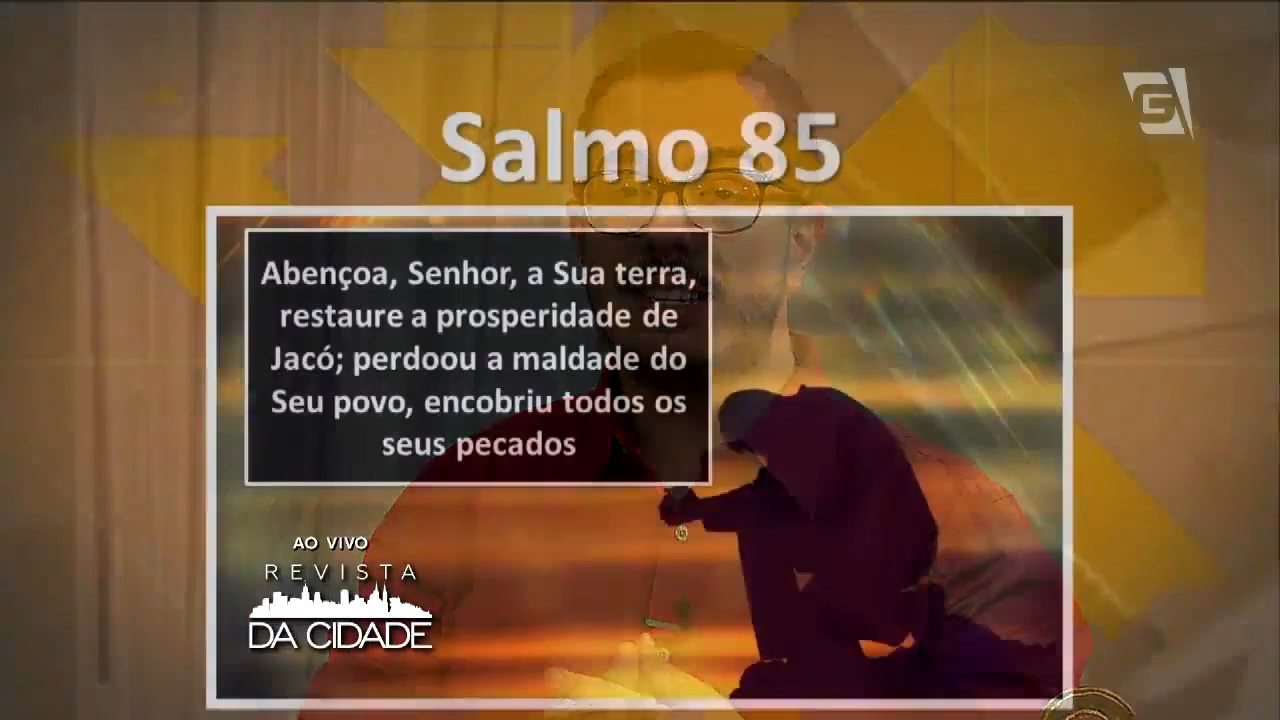 Salmo 85
Abençoa, Senhor, a Sua terra,
restaure a prosperidade de
Jacó; perdoou a maldade do
Seu povo, encobriu todos os
seus pecados
AO VIVO
REVISTA
DA CIDADE